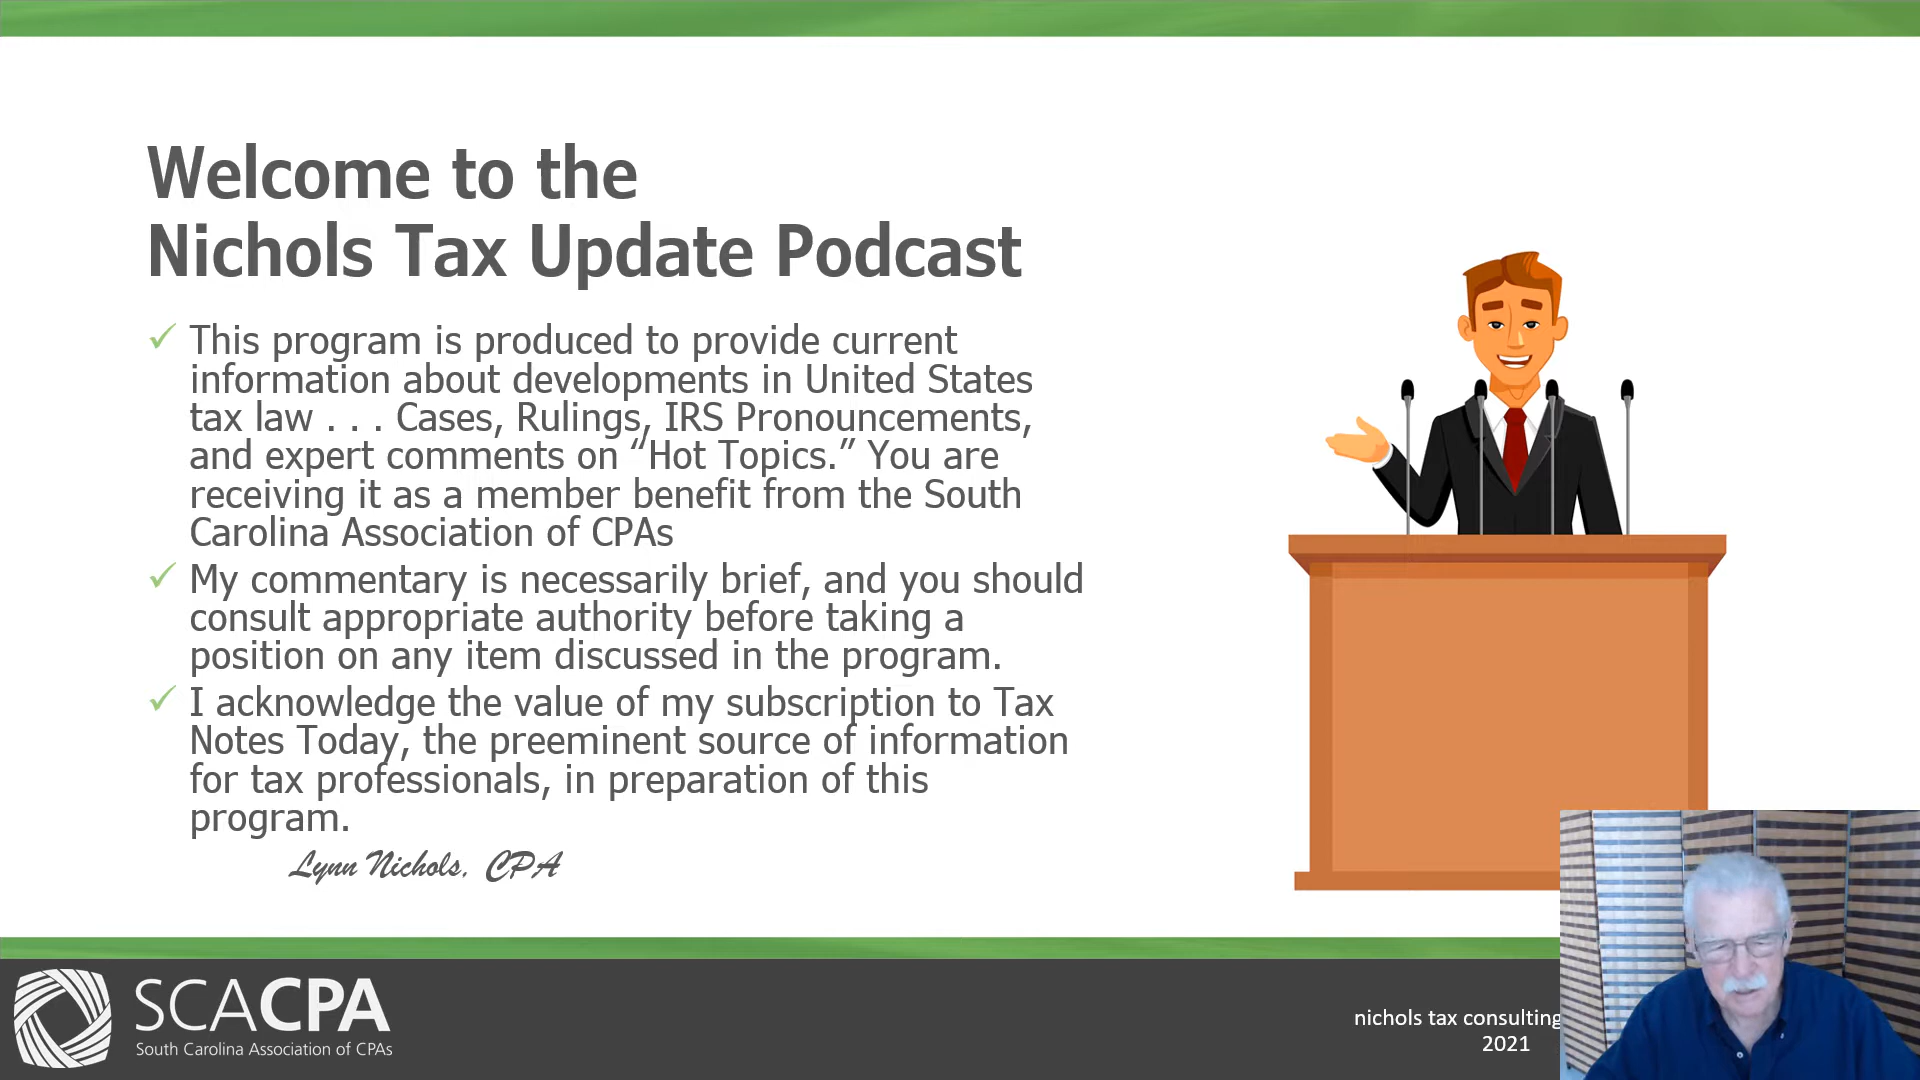 Welcome to the
Nichols Tax Update Podcast
This program is produced to provide current
information about developments in United States
tax law . . . Cases, Rulings, IRS Pronouncements,
and expert comments on “Hot Topics.” You are
receiving it as a member benefit from the South
Carolina Association of CPAs
My commentary is necessarily brief, and you should
consult appropriate authority before taking a
position on any item discussed in the program.
I acknowledge the value of my subscription to Tax
Notes Today, the preeminent source of information
for tax professionals, in preparation of this
program.
Lynn Nichols, CPA
SCACPA
South Carolina Association of CPAs
nichols tax consulting
2021